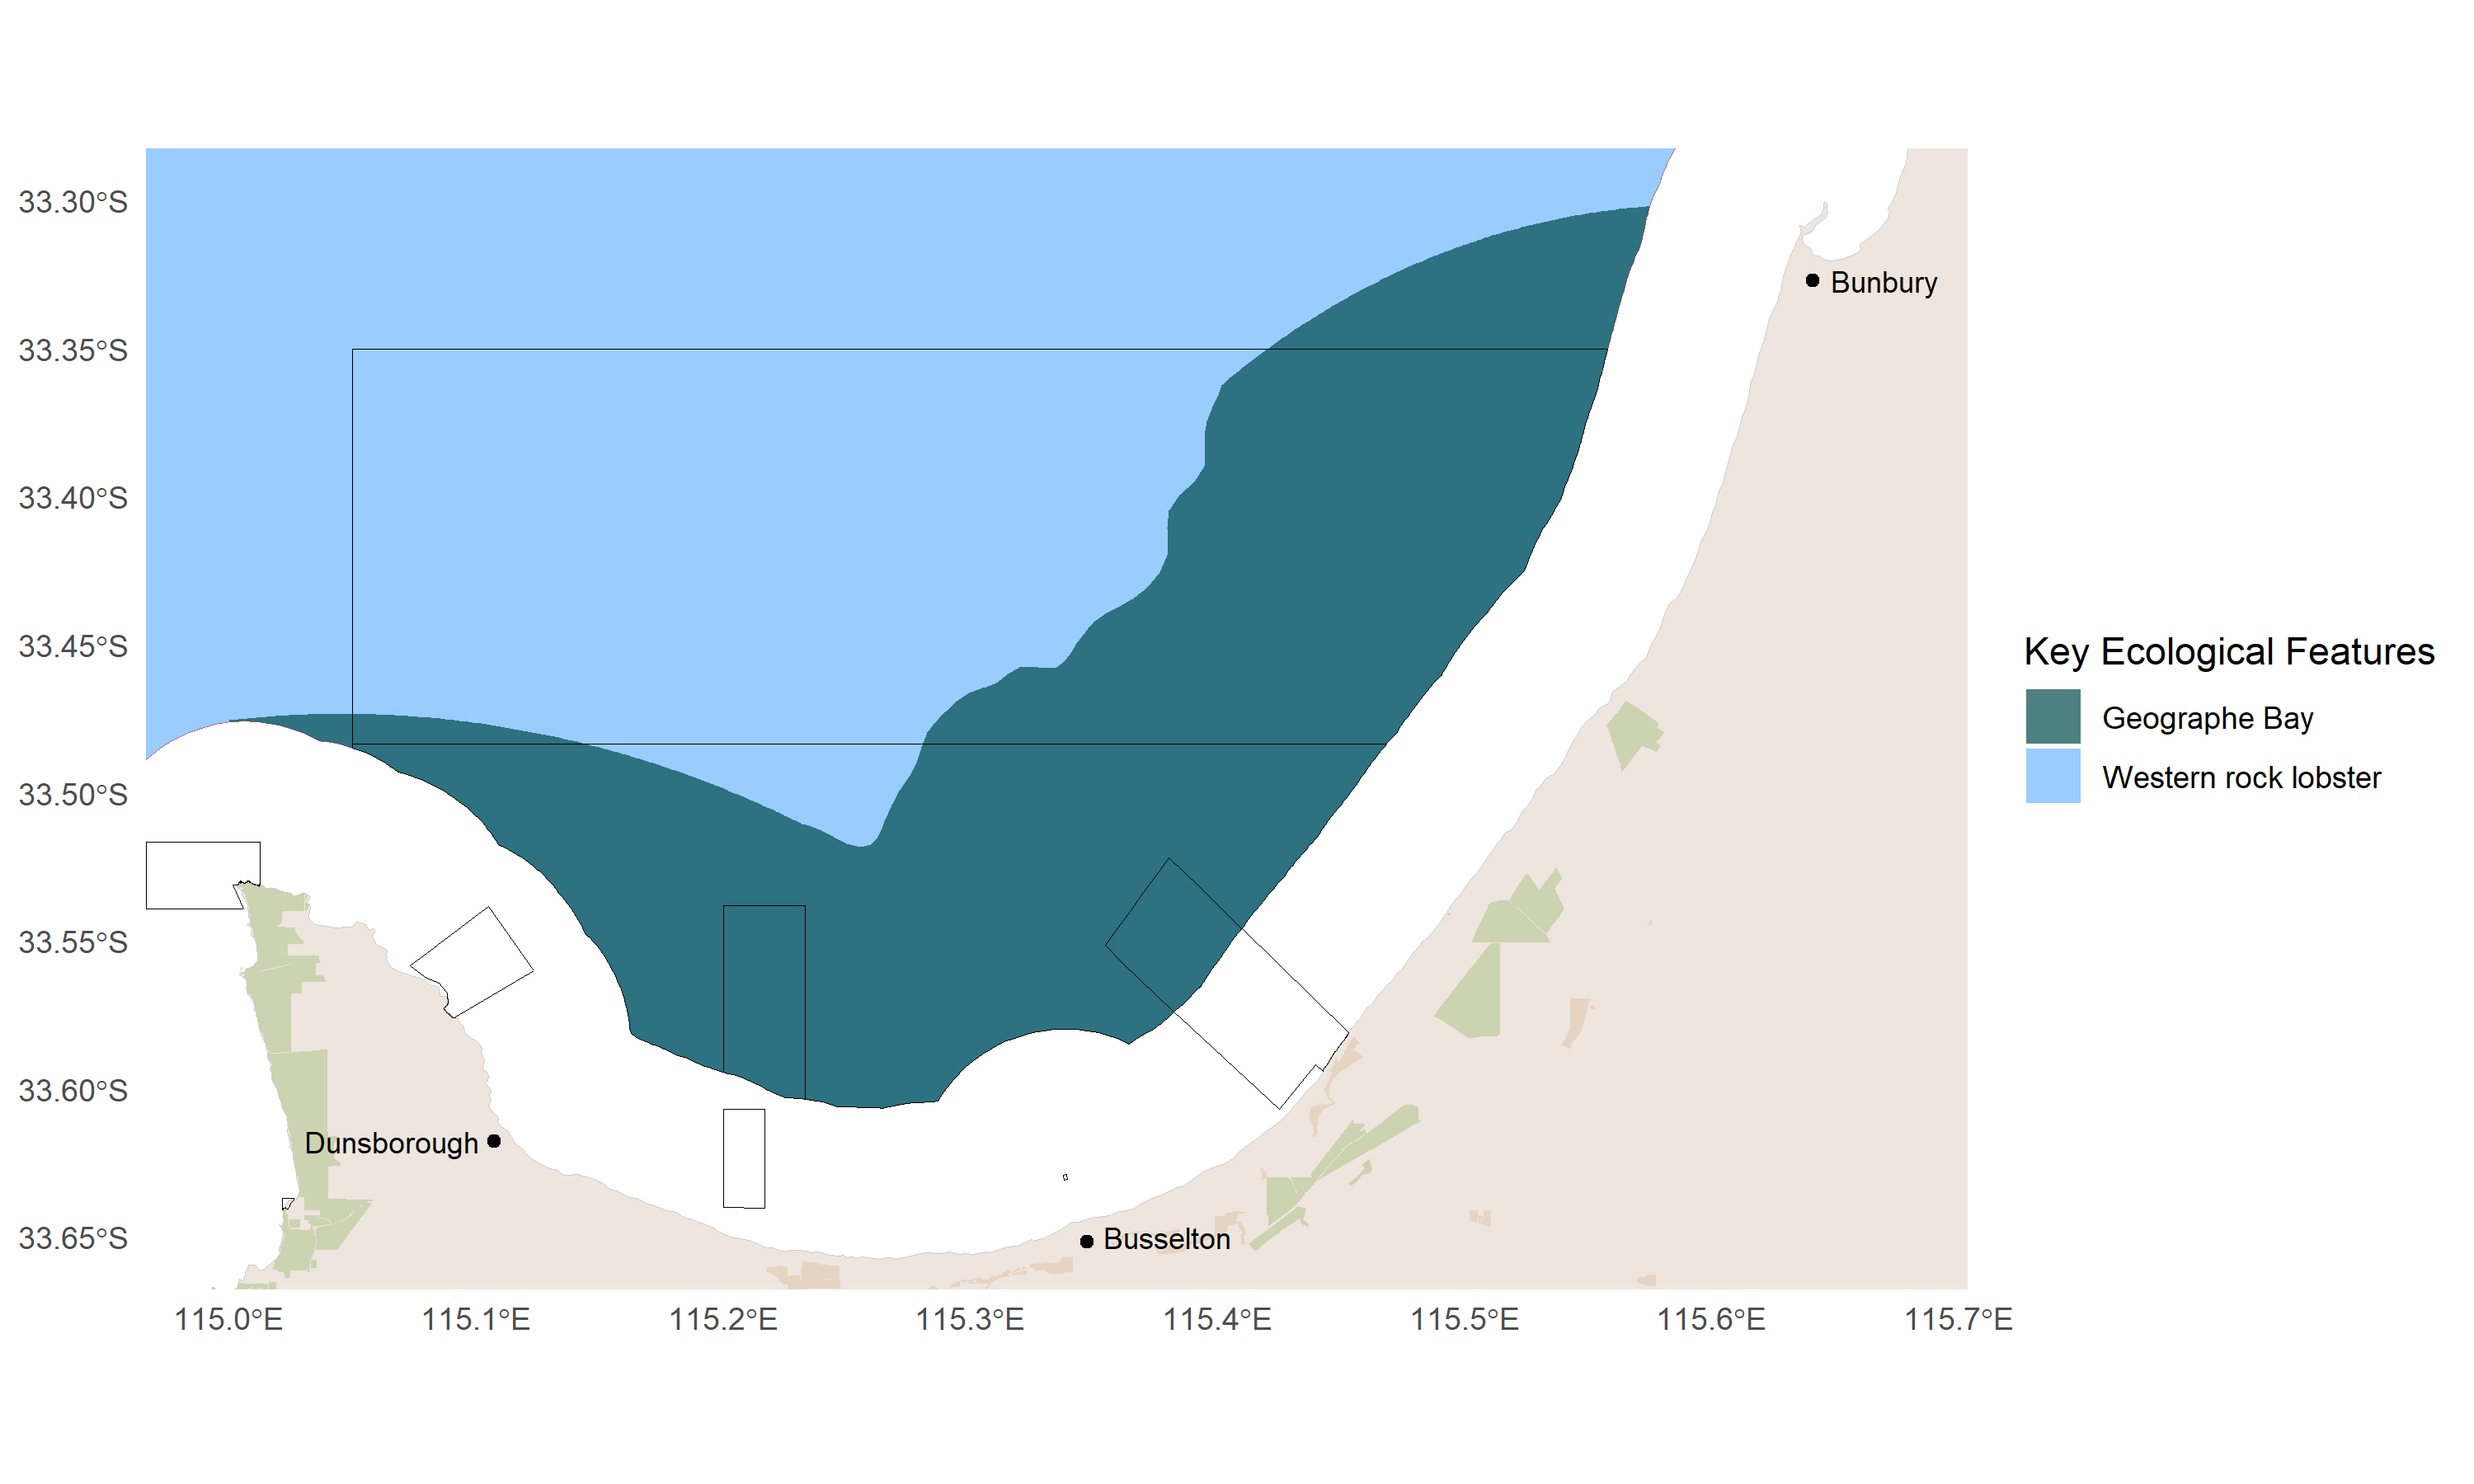 33.30°S
33.35°S
33.40°S
33.45°S
33.50°S
33.55°S
33.60°S
33.65°S
Bunbury
Dunsborough
Busselton
115.0°E 115.1°E 115.2°E 115.3°E 115.4°E 115.5°E 115.6°E 115.7°E
Key Ecological Features
Geographe Bay
Western rock lobster